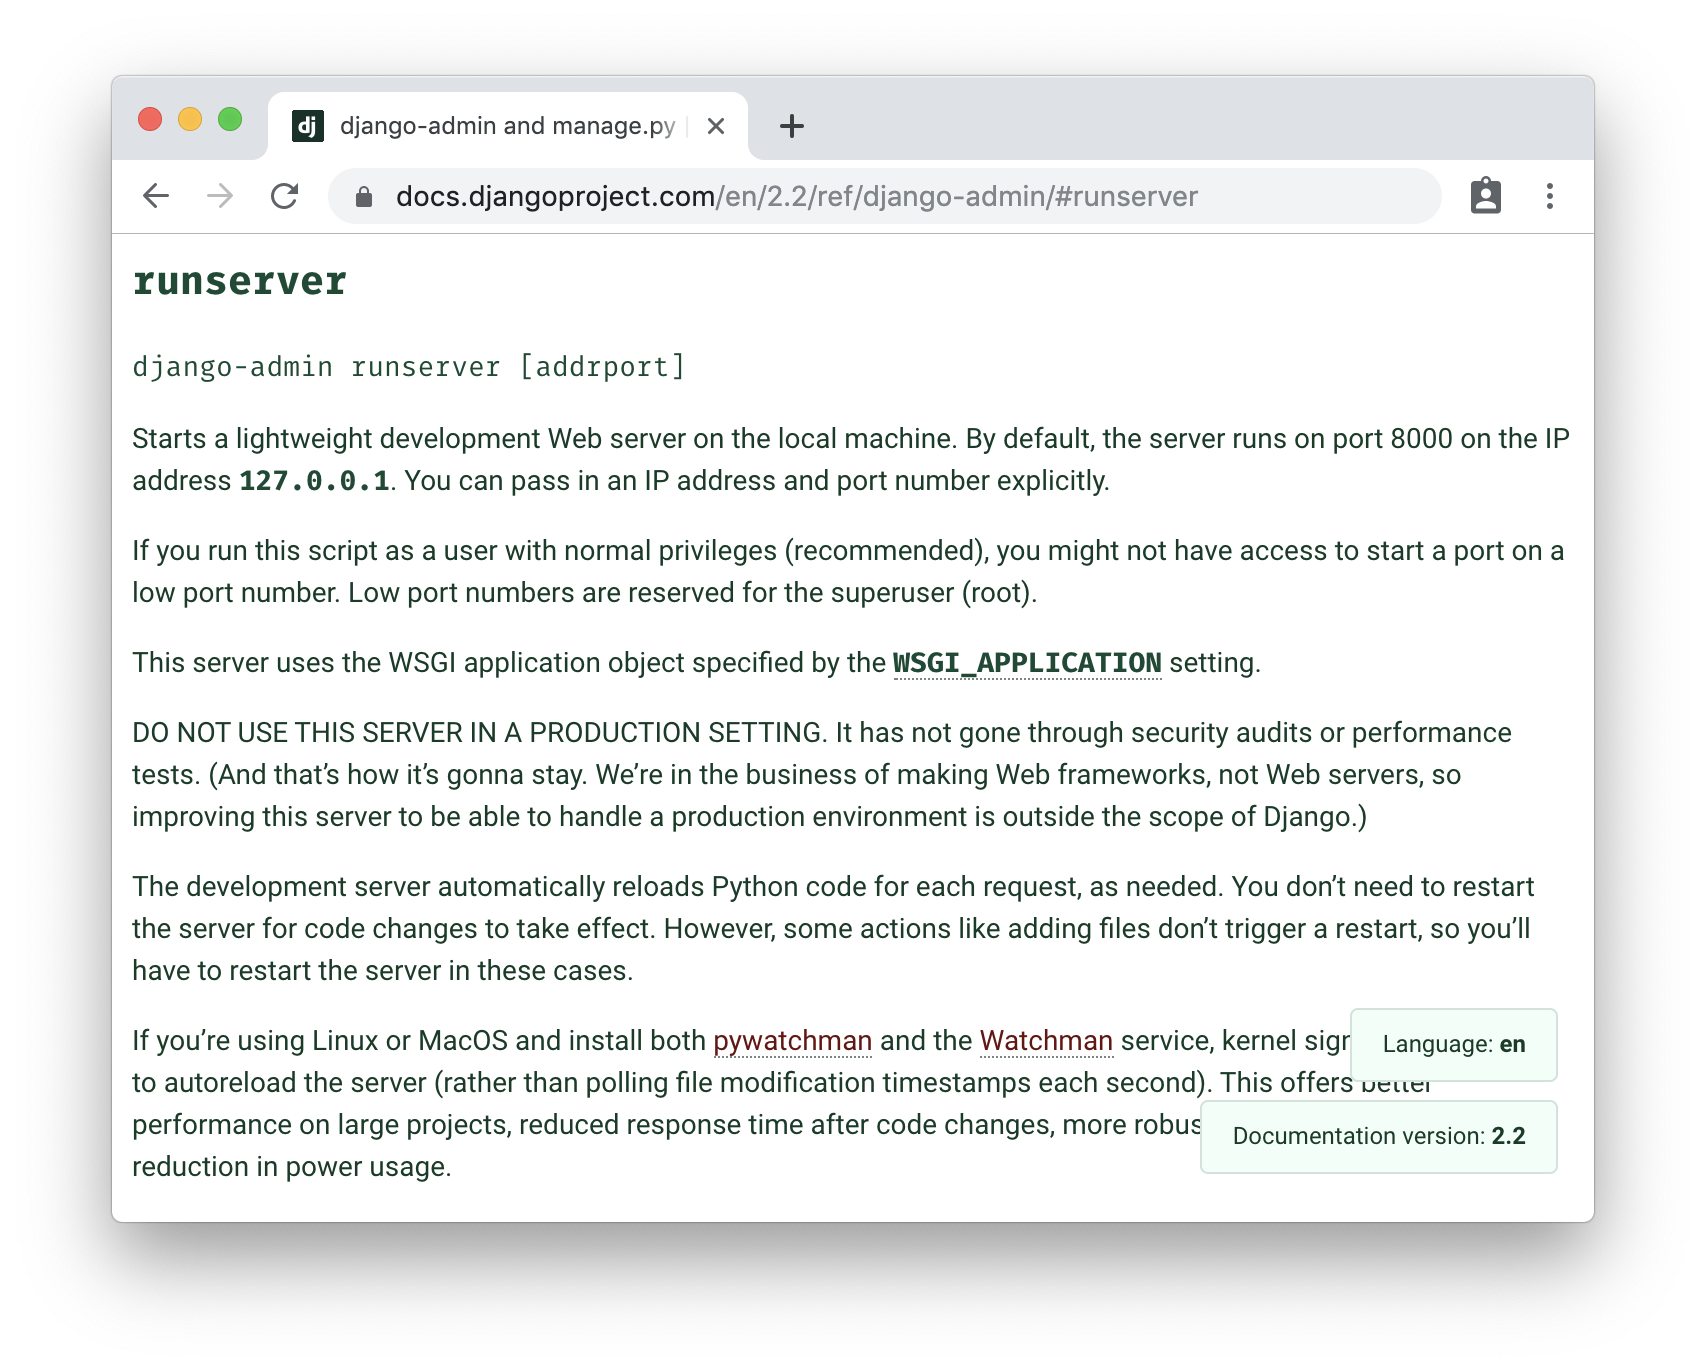 dj django-admin and manage.py
docs.djangoproject.com/en/2.2/ref/django-admin/#runserver
runserver
django-admin runserver [addrport]
Starts a lightweight development Web server on the local machine. By default, the server runs on port 8000 on the IP
address 127.0.0.1. You can pass in an IP address and port number explicitly.
If you run this script as a user with normal privileges (recommended), you might not have access to start a port on a
low port number. Low port numbers are reserved for the superuser (root).
This server uses the WSGI application object specified by the WSGI_APPLICATION setting.
DO NOT USE THIS SERVER IN A PRODUCTION SETTING. It has not gone through security audits or performance
tests. (And that’s how it’s gonna stay. We’re in the business of making Web frameworks, not Web servers, so
improving this server to be able to handle a production environment is outside the scope of Django.)
The development server automatically reloads Python code for each request, as needed. You don’t need to restart
the server for code changes to take effect. However, some actions like adding files don’t trigger a restart, so you’ll
have to restart the server in these cases.
If you’re using Linux or MacOS and install both pywatchman and the Watchman service, kernel
to autoreload the server (rather than polling file modification timestamps each second). This offers better
performance on large projects, reduced response time after code changes, more
reduction in power usage.
Language: en
Documentation version: 2.2